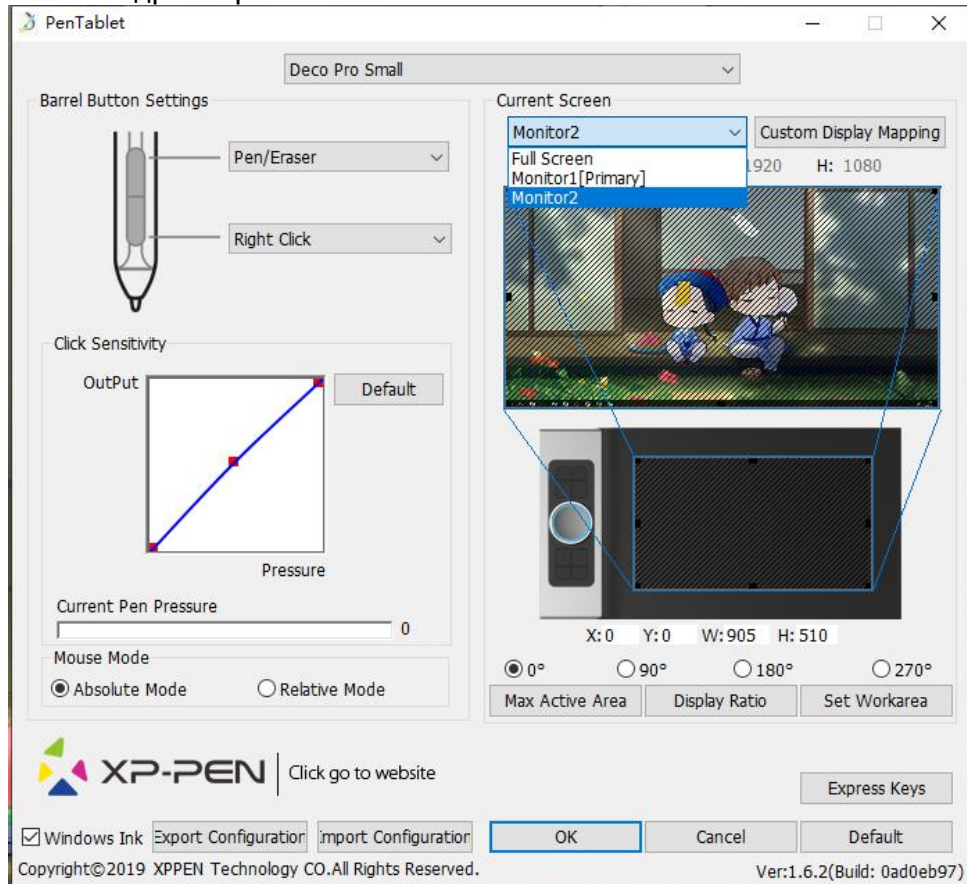 PenTablet
Deco Pro Small
Barrel Button Settings
Pen/Eraser
Right Click
Click Sensitivity
OutPut
Default
Pressure
Current Pen Pressure
0
Mouse Mode
Absolute Mode
Relative Mode
Current Screen
Monitor2
Custom Display Mapping
Full Screen
Monitor1[Primary]
Monitor2
1920 H: 1080
X: 0 Y: 0 W: 905 H: 510
0° 90° 180° 270°
Max Active Area
Display Ratio
Set Workarea
XP-PEN
Click go to website
Express Keys
Windows Ink
Export Configuration
Import Configuration
OK
Cancel
Default
Copyright©2019 XPPEN Technology CO.All Rights Reserved.
Ver:1.6.2(Build: 0ad0eb97)